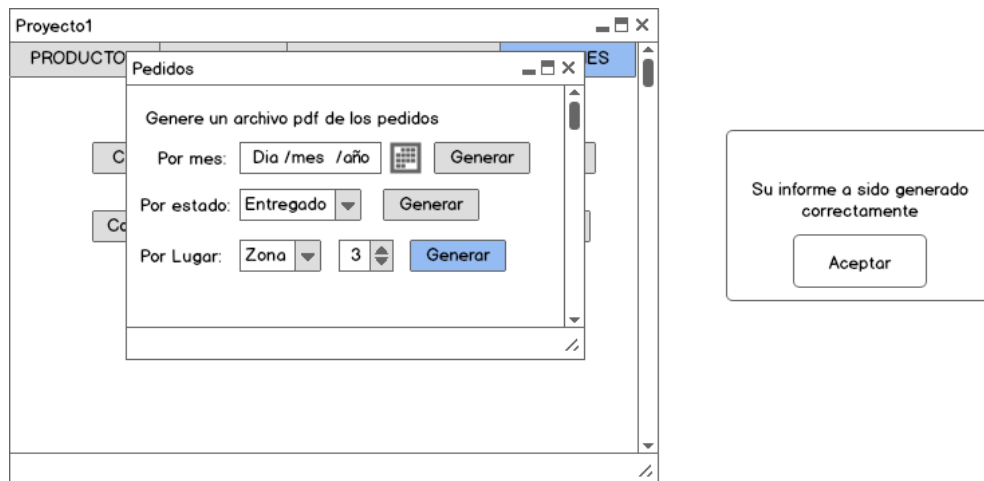 Proyecto1
PRODUCTO
ES
Pedidos
Genere un archivo pdf de los pedidos
Por mes: Dia /mes /año Generar
Por estado: Entregado Generar
Por Lugar: Zona 3 Generar
Su informe a sido generado
correctamente
Aceptar